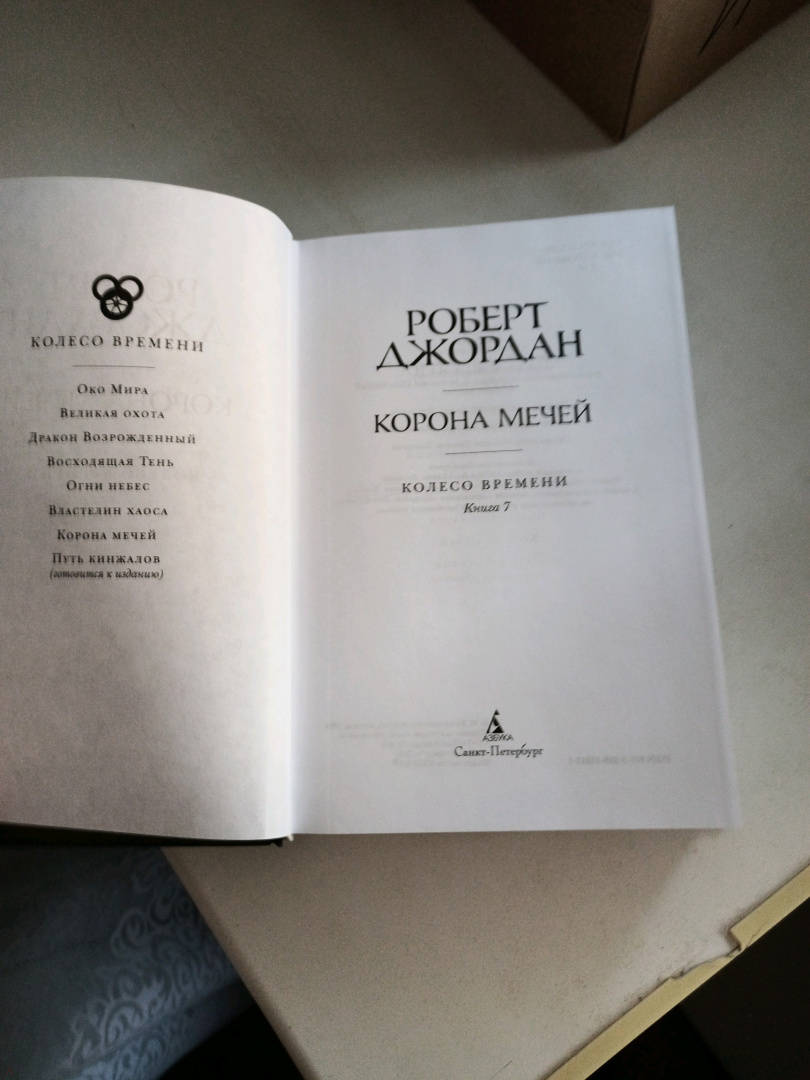 КОЛЕСО ВРЕМЕНИ
Око Мира
Великая охота
Дракон Возрожденный
Восходящая Тень
Огни небес
Властелин хаоса
Корона мечей
Путь кинжалов
(готовится к изданию)
РОБЕРТ
ДЖОРДАН
КОРОНА МЕЧЕЙ
КОЛЕСО ВРЕМЕНИ
Книга 7
АЗБУКА
Санкт-Петербург